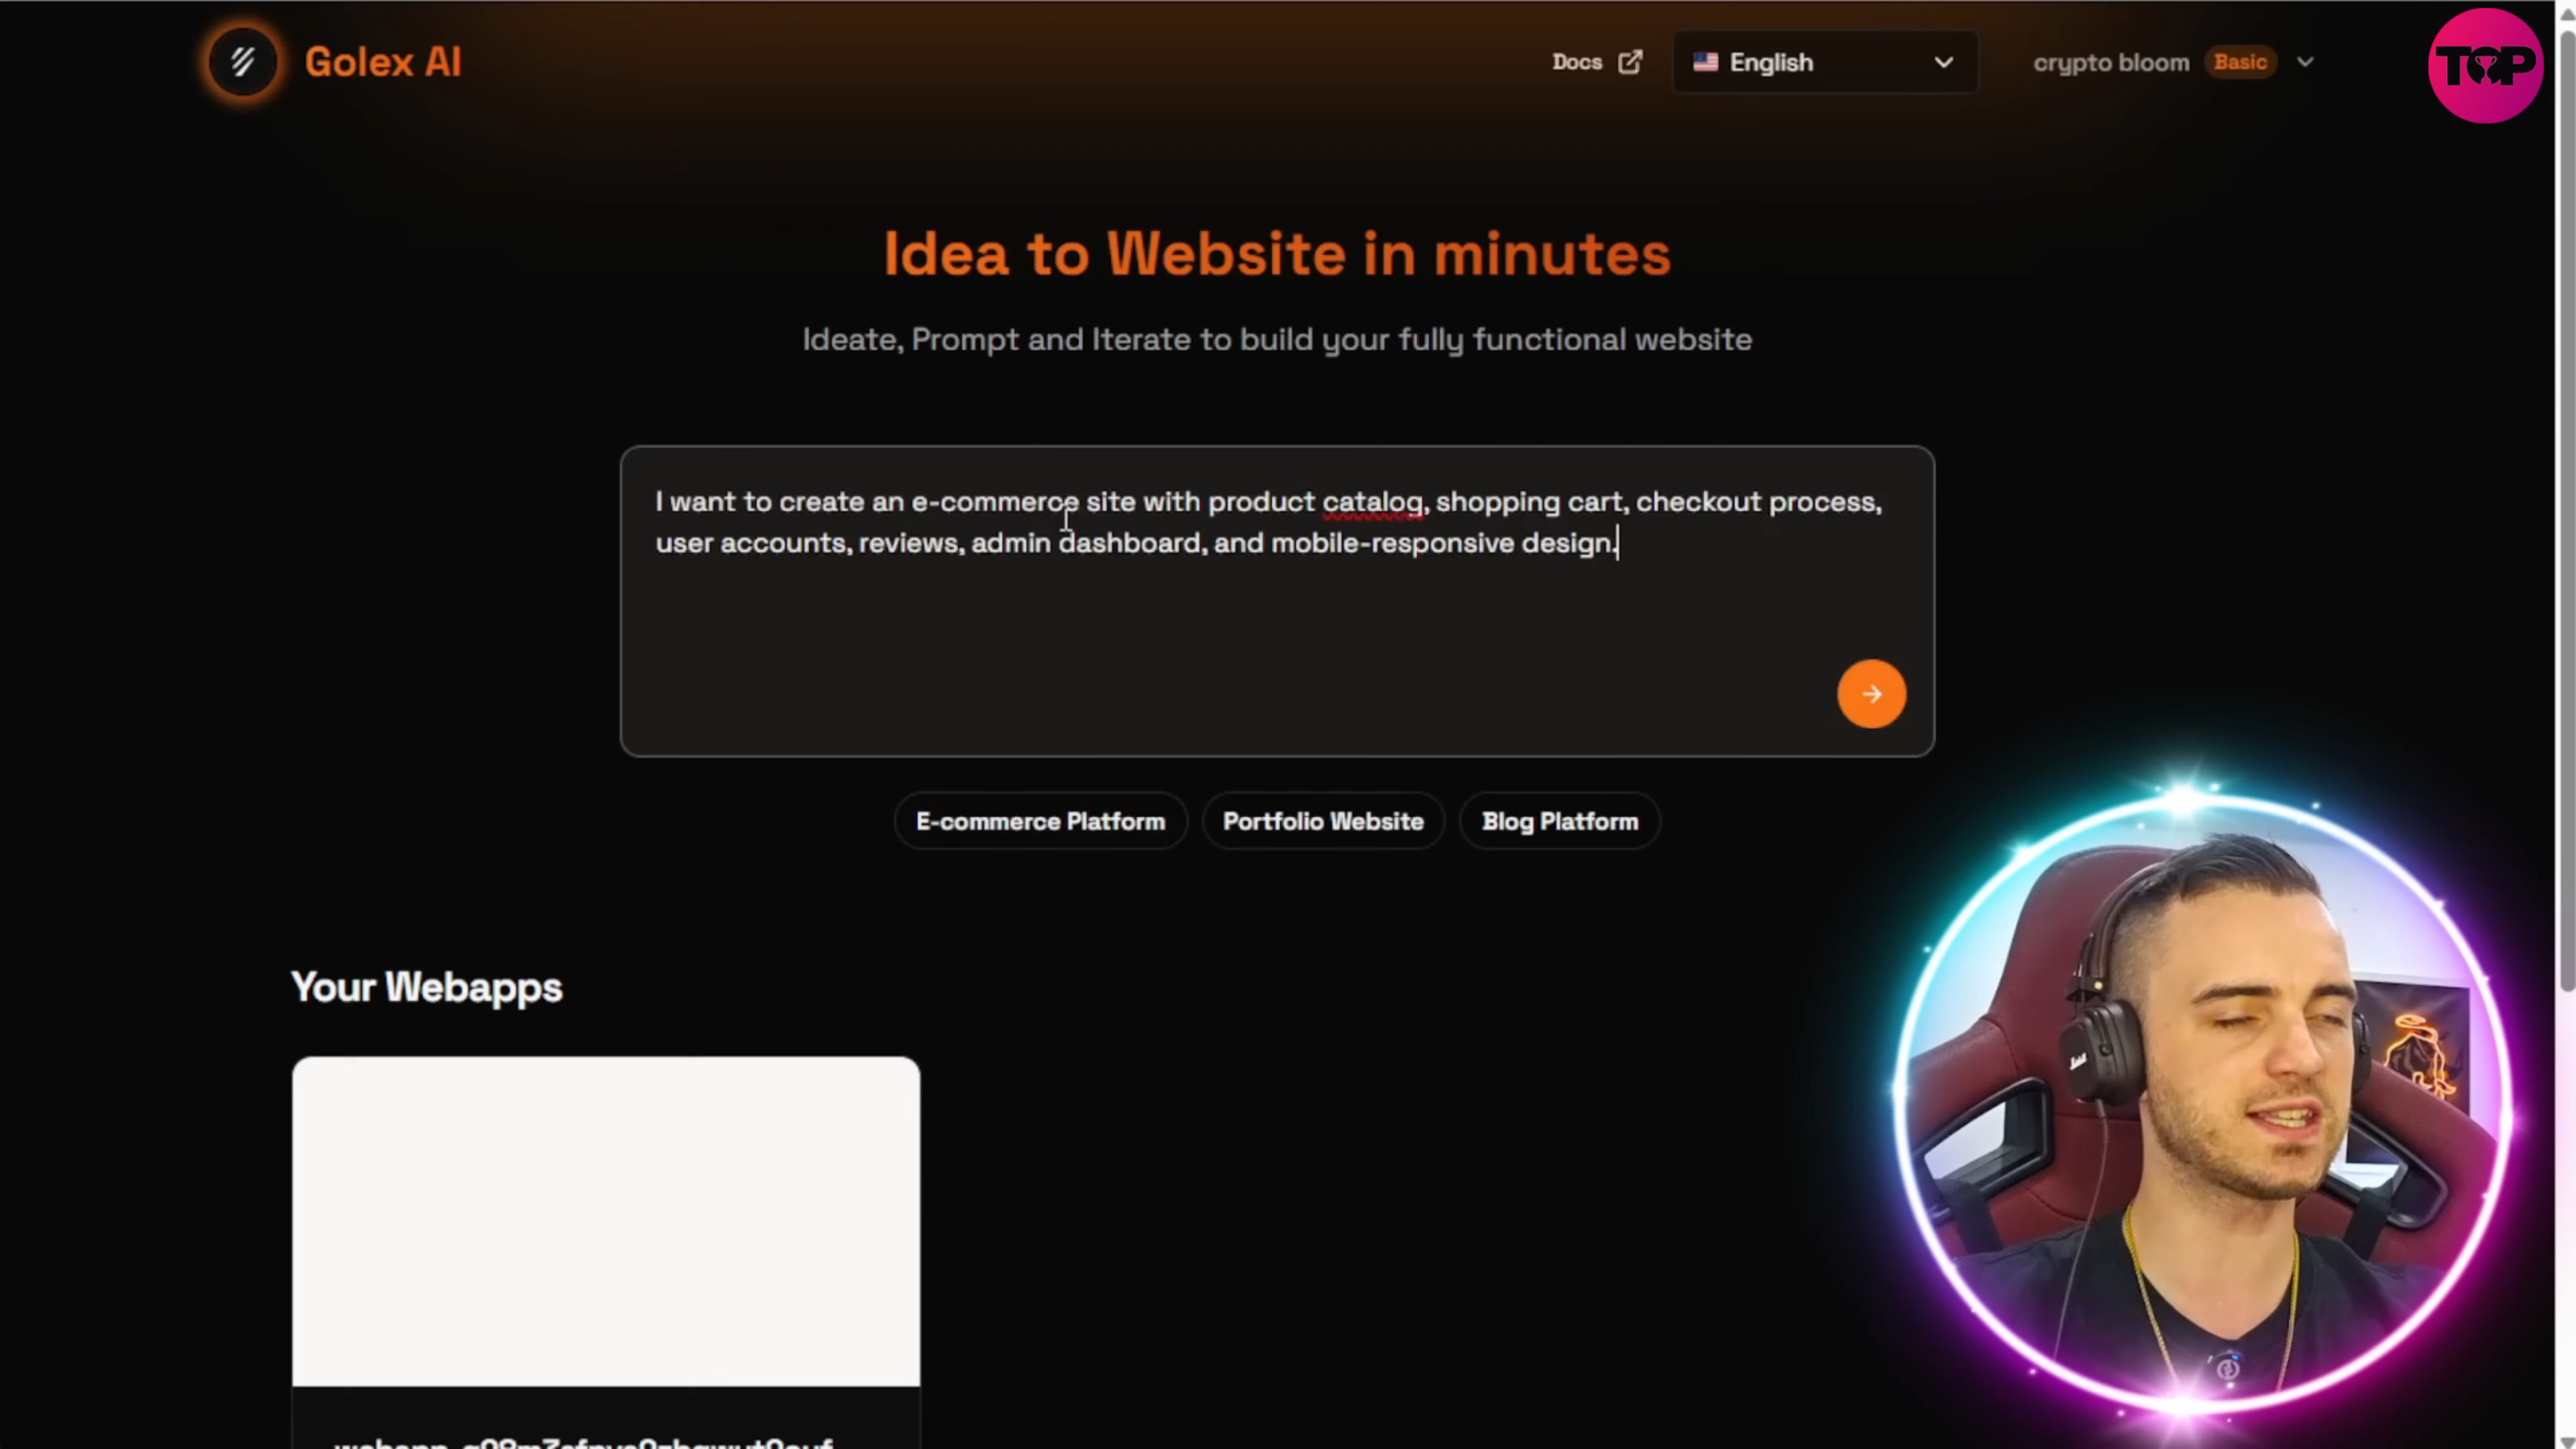 Golex AI
Docs
English
crypto bloom
Basic
TOP
Idea to Website in minutes
Ideate, Prompt and Iterate to build your fully functional website
I want to create an e-commerce site with product catalog, shopping cart, checkout process,
user accounts, reviews, admin dashboard, and mobile-responsive design.
E-commerce Platform
Portfolio Website
Blog Platform
Your Webapps
Marshall